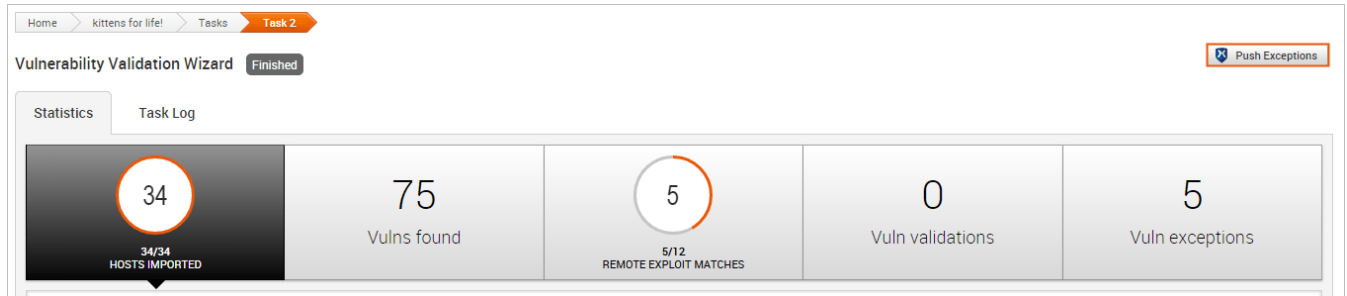 Home kittens for life! Tasks Task 2
Vulnerability Validation Wizard Finished
Push Exceptions
Statistics Task Log
34
34/34
HOSTS IMPORTED
75
Vulns found
5
5/12
REMOTE EXPLOIT MATCHES
0
Vuln validations
5
Vuln exceptions